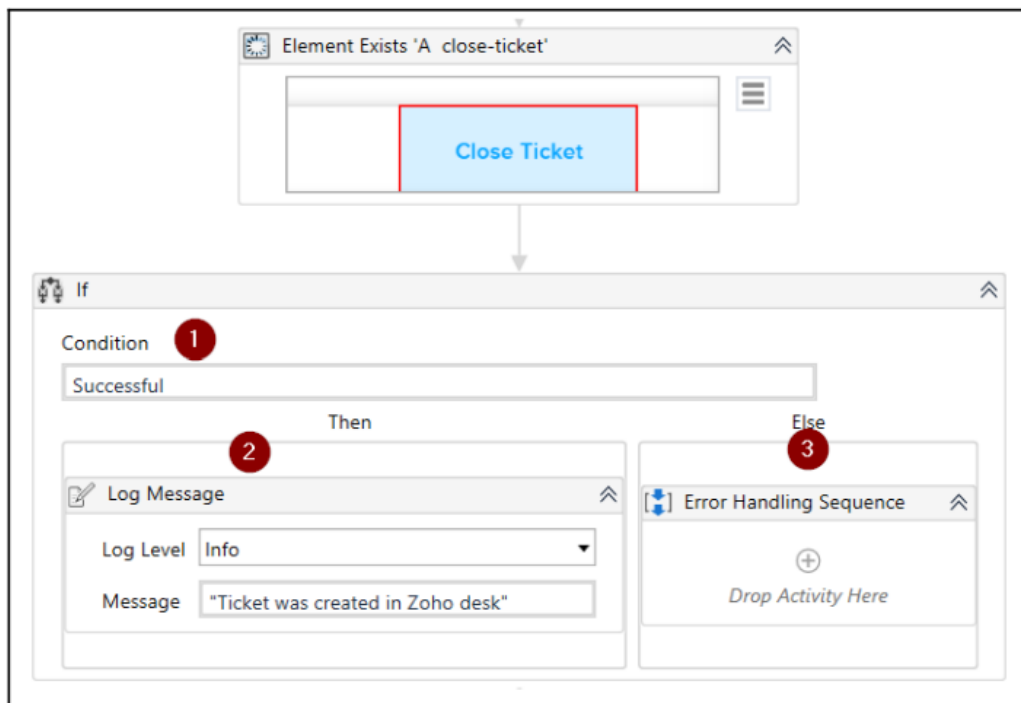 Element Exists 'A close-ticket'
Close Ticket
If
Condition 1
Successful
Then
Else
2
3
Log Message
Error Handling Sequence
Log Level Info
Message "Ticket was created in Zoho desk"
Drop Activity Here